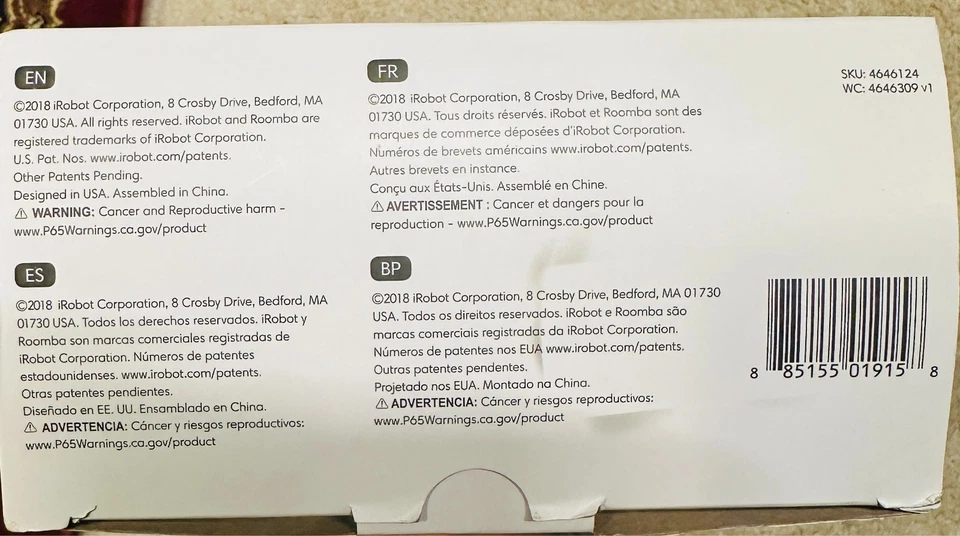 EN
©2018 iRobot Corporation, 8 Crosby Drive, Bedford, MA
01730 USA. All rights reserved. iRobot and Roomba are
registered trademarks of iRobot Corporation.
U.S. Pat. Nos. www.irobot.com/patents.
Other Patents Pending.
Designed in USA. Assembled in China.
⚠ WARNING: Cancer and Reproductive harm -
www.P65Warnings.ca.gov/product
FR
©2018 iRobot Corporation, 8 Crosby Drive, Bedford, MA
01730 USA. Tous droits réservés. iRobot et Roomba sont des
marques de commerce déposées d'iRobot Corporation.
Numéros de brevets américains www.irobot.com/patents.
Autres brevets en instance.
Conçu aux États-Unis. Assemblé en Chine.
⚠ AVERTISSEMENT : Cancer et dangers pour la
reproduction - www.P65Warnings.ca.gov/product
SKU: 4646124
WC: 4646309 v1
ES
©2018 iRobot Corporation, 8 Crosby Drive, Bedford, MA
01730 USA. Todos los derechos reservados. iRobot y
Roomba son marcas comerciales registradas de
iRobot Corporation. Números de patentes
estadounidenses. www.irobot.com/patents.
Otras patentes pendientes.
Diseñado en EE. UU. Ensamblado en China.
⚠ ADVERTENCIA: Cáncer y riesgos reproductivos:
www.P65Warnings.ca.gov/product
BP
©2018 iRobot Corporation, 8 Crosby Drive, Bedford, MA 01730
USA. Todos os direitos reservados. iRobot e Roomba são
marcas comerciais registradas da iRobot Corporation.
Números de patentes nos EUA www.irobot.com/patents.
Outras patentes pendentes.
Projetado nos EUA. Montado na China.
⚠ ADVERTENCIA: Cáncer y riesgos reproductivos:
www.P65Warnings.ca.gov/product
8 85155 01915 8